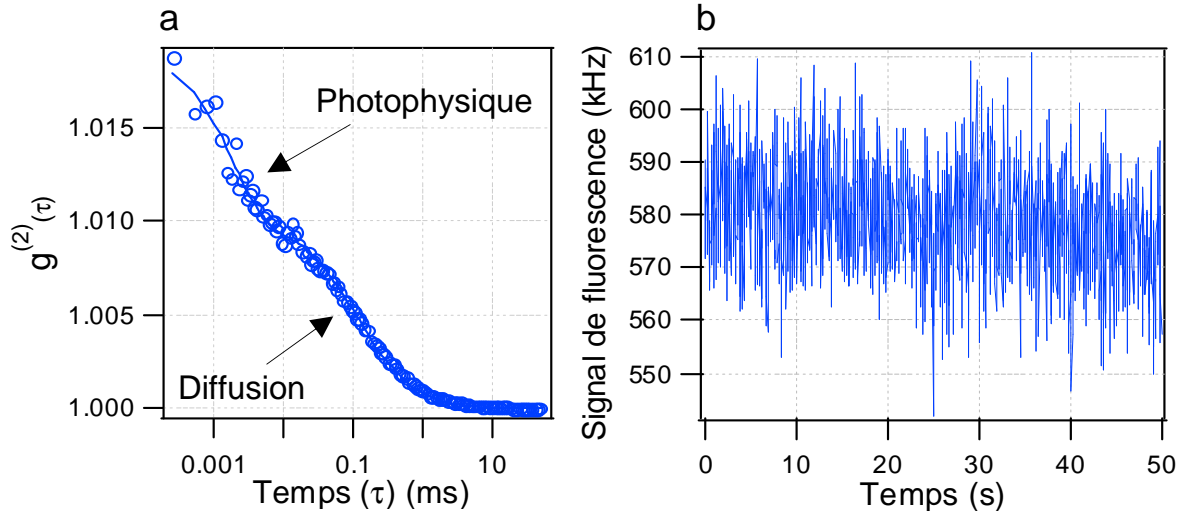 a
g(2)(τ)
1.015
1.010
1.005
1.000
Photophysique
Diffusion
0.001 0.1 10
Temps (τ) (ms)
b
Signal de fluorescence (kHz)
610
600
590
580
570
560
550
0 10 20 30 40 50
Temps (s)